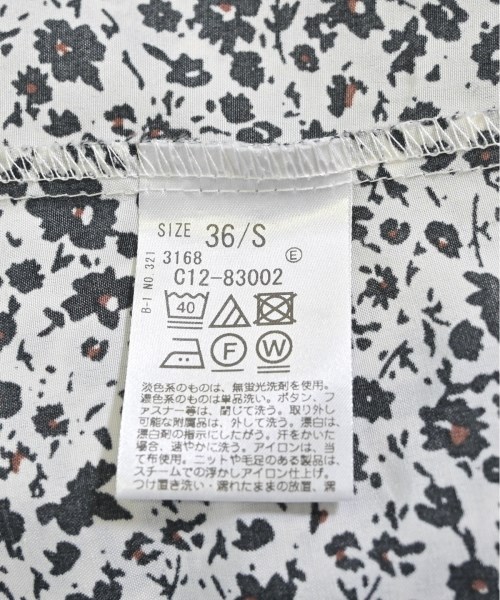 SIZE 36/S
B-I NO.321
3168 E
C12-83002
40
F W
淡色系のものは、無蛍光洗剤を使用。
濃色系のものは単品洗い。ボタン、フ
ァスナー等は、閉じて洗う。取り外し
可能な附属品は、外して洗う。漂白は、
漂白剤の指示にしたがう。汗をかいた
場合、速やかに洗う。アイロンは、当
て布使用。ニットや毛足のある製品は、
スチームでの浮かしアイロン仕上げ。
つけ置き洗い・濡れたままの放置、濡